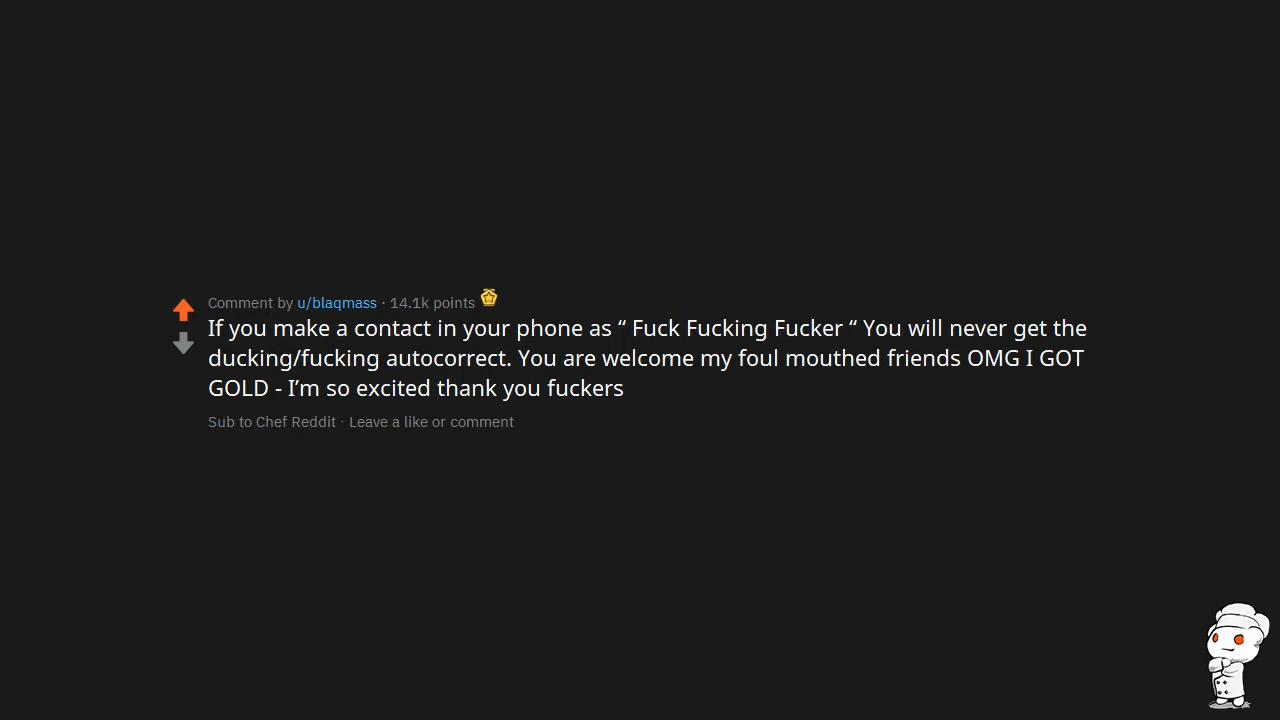 Comment by u/blaqmass · 14.1k points
If you make a contact in your phone as “ Fuck Fucking Fucker “ You will never get the
ducking/fucking autocorrect. You are welcome my foul mouthed friends OMG I GOT
GOLD - I’m so excited thank you fuckers
Sub to Chef Reddit · Leave a like or comment